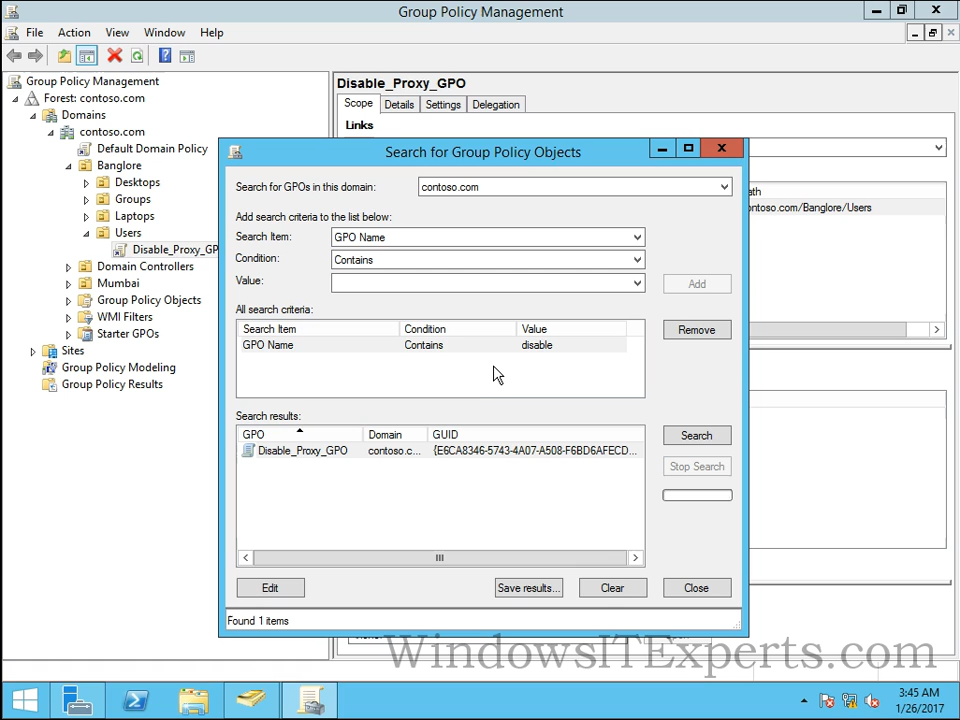 Group Policy Management
File Action View Window Help
Group Policy Management
Forest: contoso.com
Domains
contoso.com
Default Domain Policy
Banglore
Desktops
Groups
Laptops
Users
Disable_Proxy_GP
Domain Controllers
Mumbai
Group Policy Objects
WMI Filters
Starter GPOs
Sites
Group Policy Modeling
Group Policy Results
Disable_Proxy_GPO
Scope Details Settings Delegation
Links
ath
ontoso.com/Banglore/Users
Search for Group Policy Objects
Search for GPOs in this domain: contoso.com
Add search criteria to the list below:
Search Item: GPO Name
Condition: Contains
Value:
Add
All search criteria:
Search Item Condition Value
GPO Name Contains disable
Remove
Search results:
GPO Domain GUID
Disable_Proxy_GPO contoso.c... {E6CA8346-5743-4A07-A508-F6BD6AFECD...
Search
Stop Search
Edit Save results... Clear Close
Found 1 items
WindowsITExperts.com
3:45 AM
1/26/2017